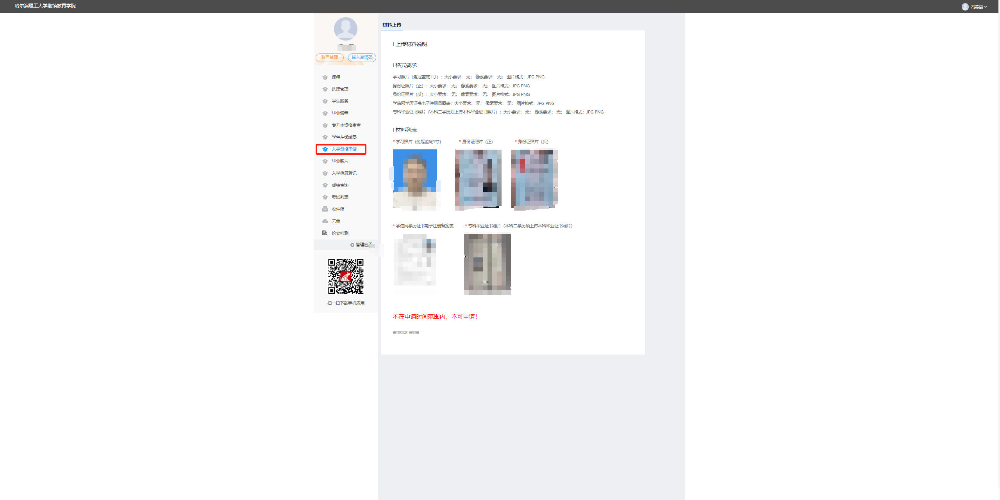 哈尔滨理工大学继续教育学院
冯英霖
账号管理
输入邀请码
课程
选课管理
学生服务
毕业课程
专升本资格审查
学生在线缴费
入学资格申请
毕业照片
入学信息登记
成绩查询
考试列表
收件箱
云盘
论文检测
管理应用
扫一扫下载手机应用
材料上传
上传材料说明
格式要求
学习照片（免冠蓝底1寸）：大小要求： 无； 像素要求： 无； 图片格式：JPG PNG
身份证照片（正）：大小要求： 无； 像素要求： 无； 图片格式：JPG PNG
身份证照片（反）：大小要求： 无； 像素要求： 无； 图片格式：JPG PNG
学信网学历证书电子注册备案表：大小要求： 无； 像素要求： 无； 图片格式：JPG PNG
专科毕业证书照片（本科二学历须上传本科毕业证书照片）：大小要求： 无； 像素要求： 无； 图片格式：JPG PNG
材料列表
* 学习照片（免冠蓝底1寸）
* 身份证照片（正）
* 身份证照片（反）
* 学信网学历证书电子注册备案表
* 专科毕业证书照片（本科二学历须上传本科毕业证书照片）
不在申请时间范围内，不可申请！
审核状态: 待初审